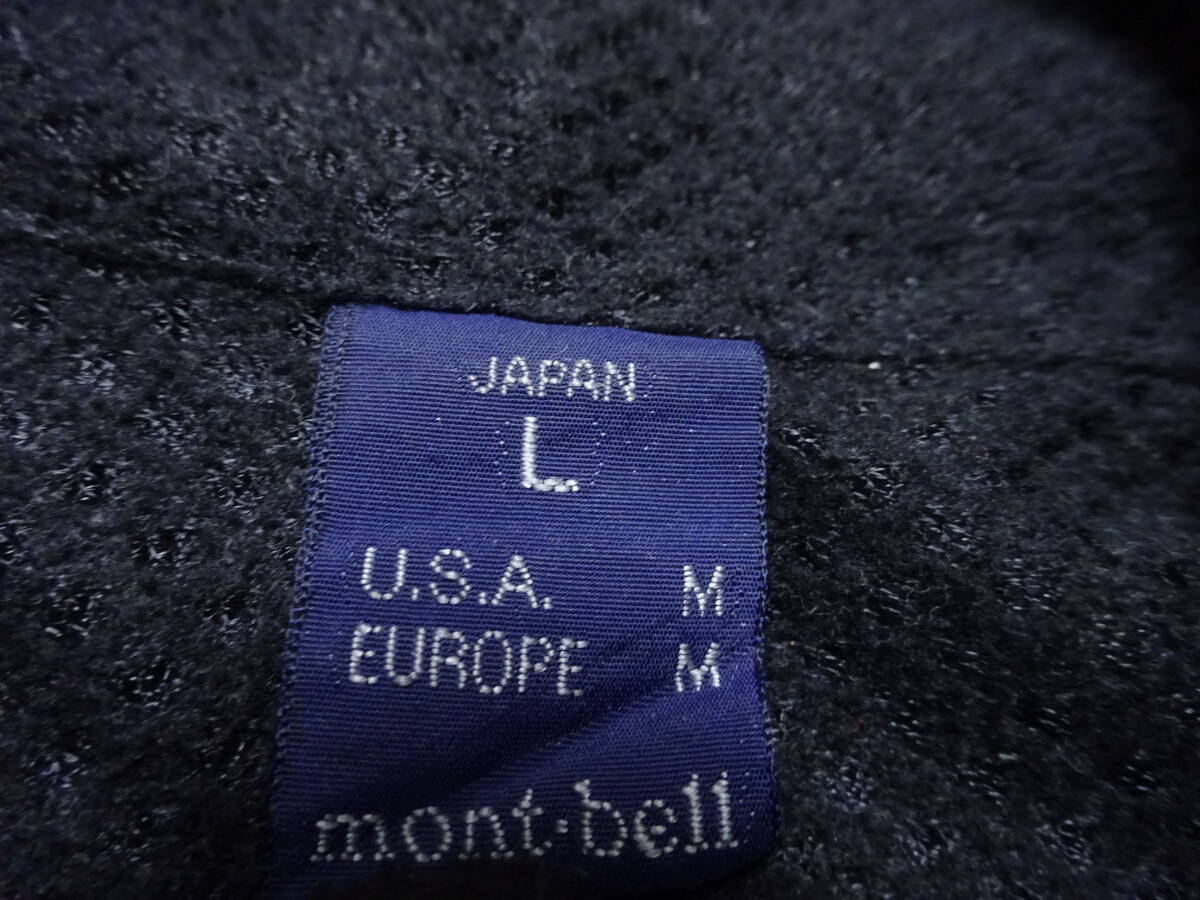 JAPAN
L
U.S.A. M
EUROPE M
mont·bell